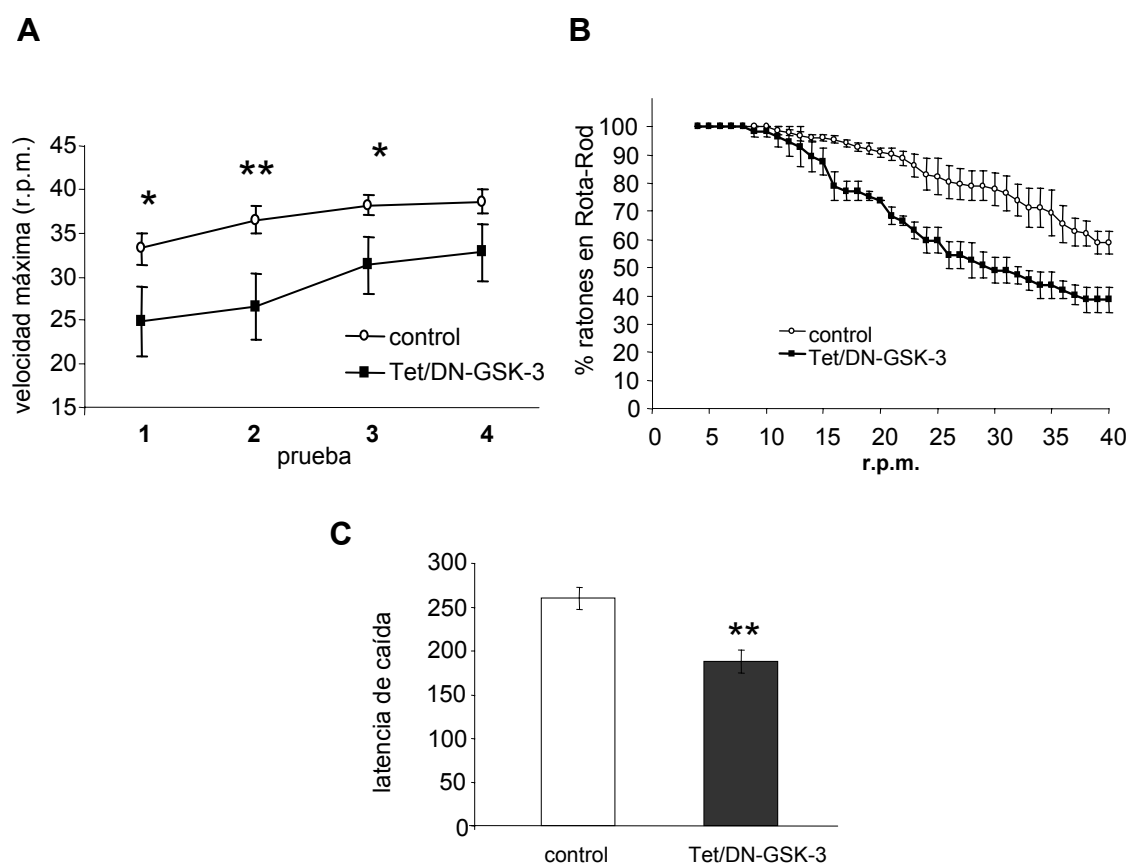 A
velocidad máxima (r.p.m.)
45
40
35
30
25
20
15
*
**
*
control
Tet/DN-GSK-3
1 2 3 4
prueba
B
% ratones en Rota-Rod
100
90
80
70
60
50
40
30
20
10
0
control
Tet/DN-GSK-3
0 5 10 15 20 25 30 35 40
r.p.m.
C
latencia de caída
300
250
200
150
100
50
0
**
control Tet/DN-GSK-3